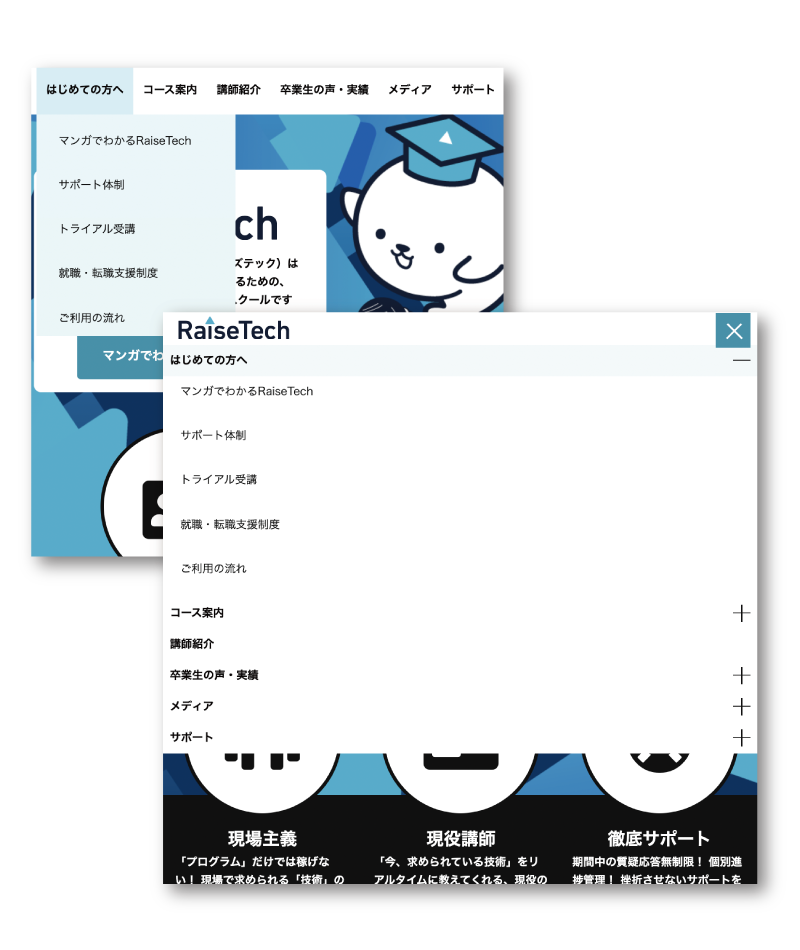 はじめての方へ コース案内 講師紹介 卒業生の声・実績 メディア サポート
マンガでわかるRaiseTech
サポート体制
トライアル受講
就職・転職支援制度
ご利用の流れ
ch
ズテック）は
るための、
スクールです
マンガでわ
RaiseTech
はじめての方へ
マンガでわかるRaiseTech
サポート体制
トライアル受講
就職・転職支援制度
ご利用の流れ
コース案内
講師紹介
卒業生の声・実績
メディア
サポート
現場主義
「プログラム」だけでは稼げな
い！ 現場で求められる「技術」の
現役講師
「今、求められている技術」をリ
アルタイムに教えてくれる、現役の
徹底サポート
期間中の質疑応答無制限！ 個別進
捗管理！ 挫折させないサポートを